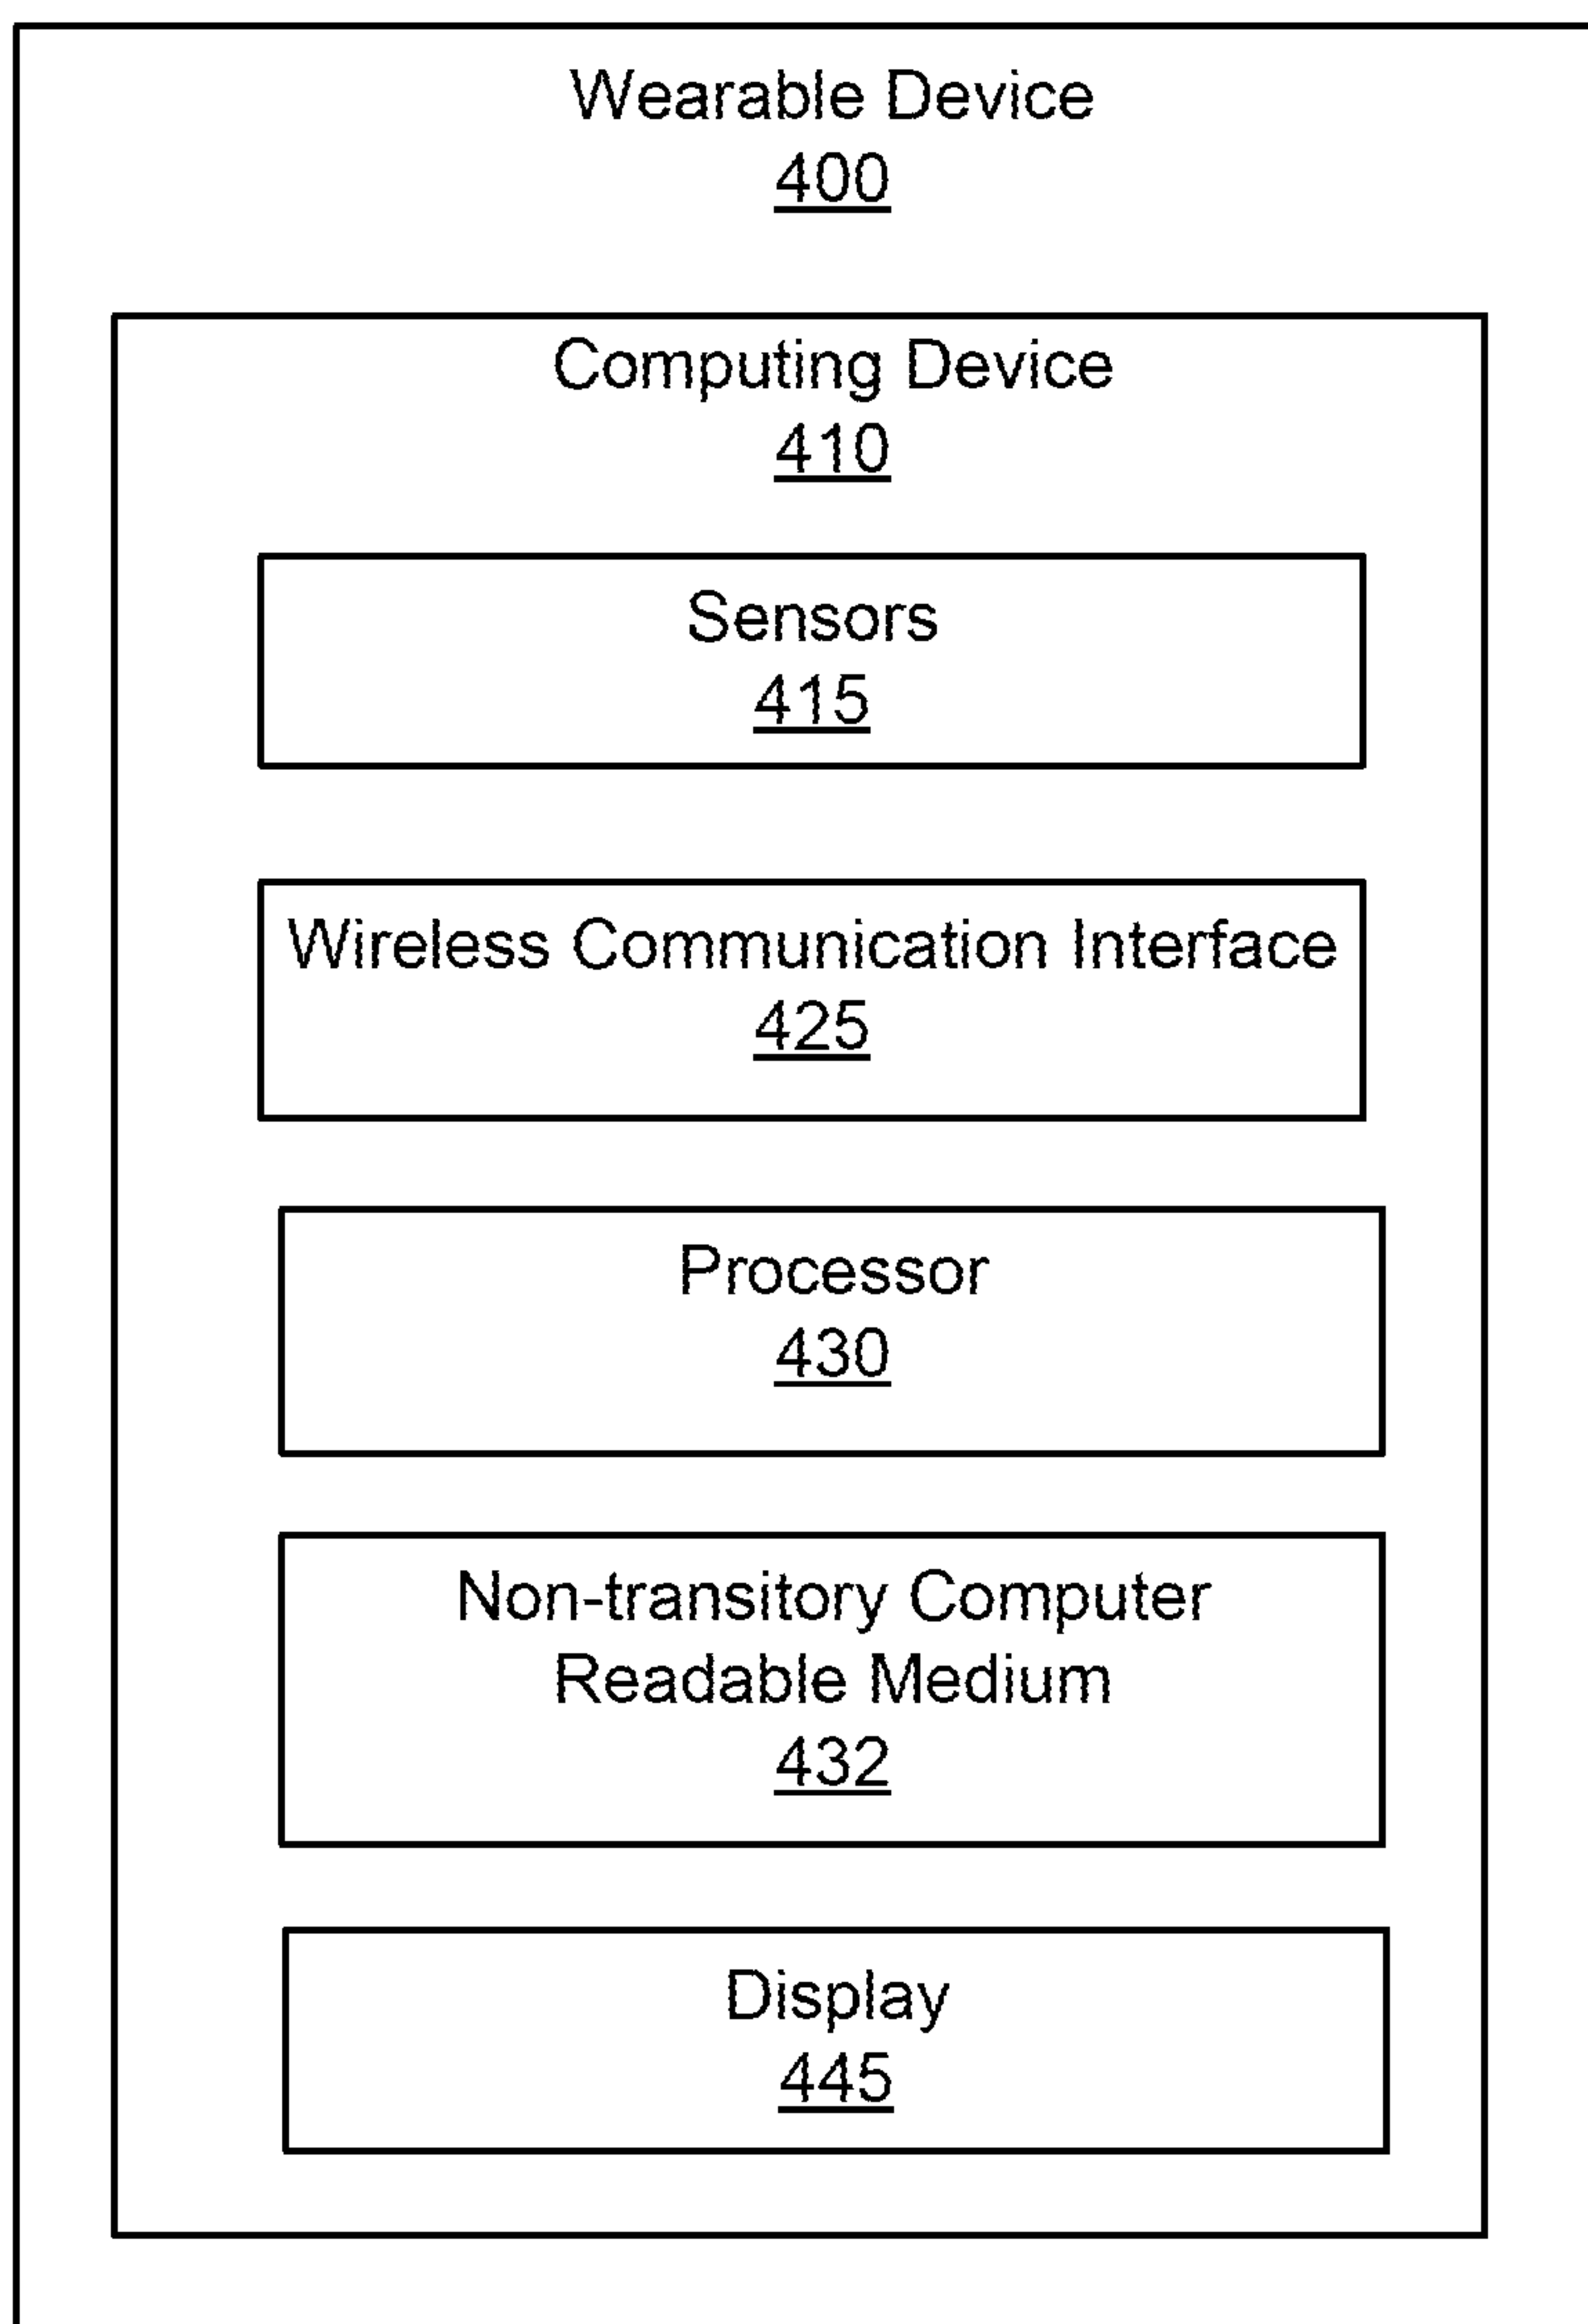 Wearable Device
400
Computing Device
410
Sensors
415
Wireless Communication Interface
425
Processor
430
Non-transitory Computer
Readable Medium
432
Display
445